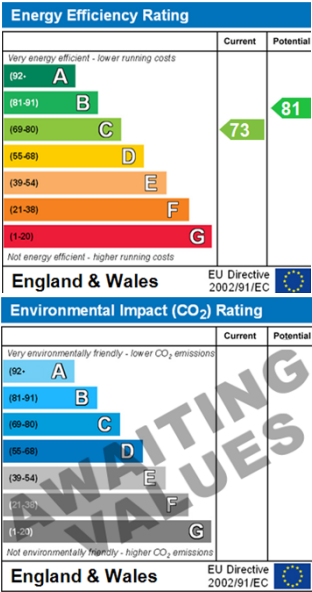 Energy Efficiency Rating
Current Potential
Very energy efficient - lower running costs
(92- A
(81-91) B 81
(69-80) C 73
(55-68) D
(39-54) E
(21-38) F
(1-20) G
Not energy efficient - higher running costs
England & Wales EU Directive
2002/91/EC
Environmental Impact (CO2) Rating
Current Potential
Very environmentally friendly - lower CO2 emissions
(92- A
(81-91) B
(69-80) C
(55-68) D
(39-54) E
(21-38) F
(1-20) G
AWAITING
VALUES
Not environmentally friendly - higher CO2 emissions
England & Wales EU Directive
2002/91/EC